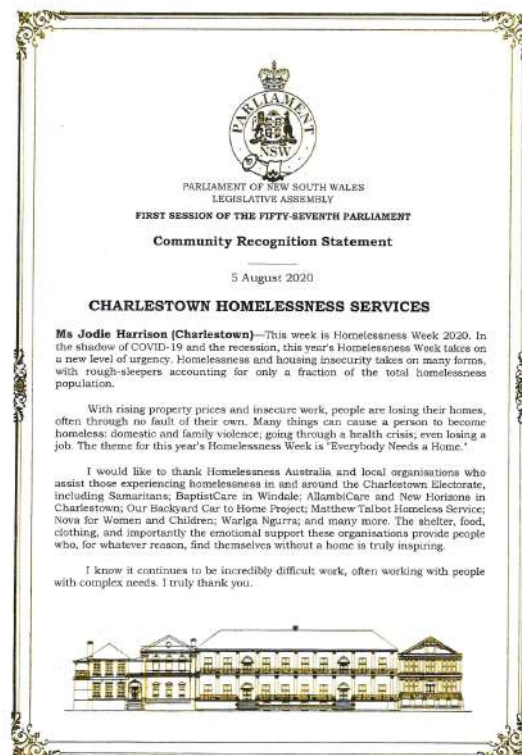 PARLIAMENT
NSW
PARLIAMENT OF NEW SOUTH WALES
LEGISLATIVE ASSEMBLY
FIRST SESSION OF THE FIFTY-SEVENTH PARLIAMENT
Community Recognition Statement
5 August 2020
CHARLESTOWN HOMELESSNESS SERVICES
Ms Jodie Harrison (Charlestown)—This week is Homelessness Week 2020. In
the shadow of COVID-19 and the recession, this year's Homelessness Week takes on
a new level of urgency. Homelessness and housing insecurity takes on many forms,
with rough-sleepers accounting for only a fraction of the total homelessness
population.
With rising property prices and insecure work, people are losing their homes,
often through no fault of their own. Many things can cause a person to become
homeless: domestic and family violence; going through a health crisis; even losing a
job. The theme for this year's Homelessness Week is "Everybody Needs a Home."
I would like to thank Homelessness Australia and local organisations who
assist those experiencing homelessness in and around the Charlestown Electorate,
including Samaritans; BaptistCare in Windale; AllambiCare and New Horizons in
Charlestown; Our Backyard Car to Home Project; Matthew Talbot Homeless Service;
Nova for Women and Children; Warlga Ngurra; and many more. The shelter, food,
clothing, and importantly the emotional support these organisations provide people
who, for whatever reason, find themselves without a home is truly inspiring.
I know it continues to be incredibly difficult work, often working with people
with complex needs. I truly thank you.